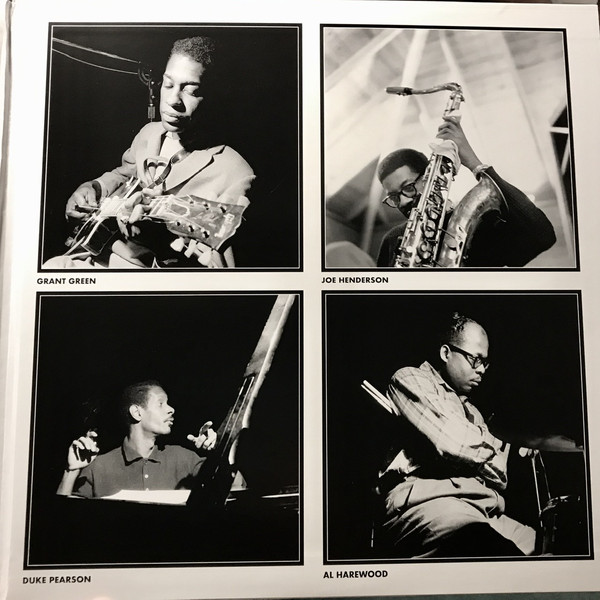 GRANT GREEN
JOE HENDERSON
DUKE PEARSON
AL HAREWOOD